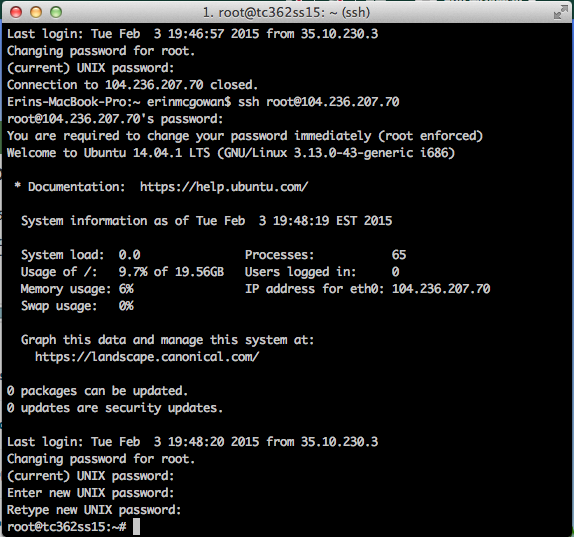 1. root@tc362ss15: ~ (ssh)
Last login: Tue Feb  3 19:46:57 2015 from 35.10.230.3
Changing password for root.
(current) UNIX password:
Connection to 104.236.207.70 closed.
Erins-MacBook-Pro:~ erinmcgowan$ ssh root@104.236.207.70
root@104.236.207.70's password:
You are required to change your password immediately (root enforced)
Welcome to Ubuntu 14.04.1 LTS (GNU/Linux 3.13.0-43-generic i686)
* Documentation:  https://help.ubuntu.com/
System information as of Tue Feb  3 19:48:19 EST 2015
System load:  0.0                Processes:           65
Usage of /:   9.7% of 19.56GB   Users logged in:     0
Memory usage: 6%                 IP address for eth0: 104.236.207.70
Swap usage:   0%
Graph this data and manage this system at:
https://landscape.canonical.com/
0 packages can be updated.
0 updates are security updates.
Last login: Tue Feb  3 19:48:20 2015 from 35.10.230.3
Changing password for root.
(current) UNIX password:
Enter new UNIX password:
Retype new UNIX password:
root@tc362ss15:~#